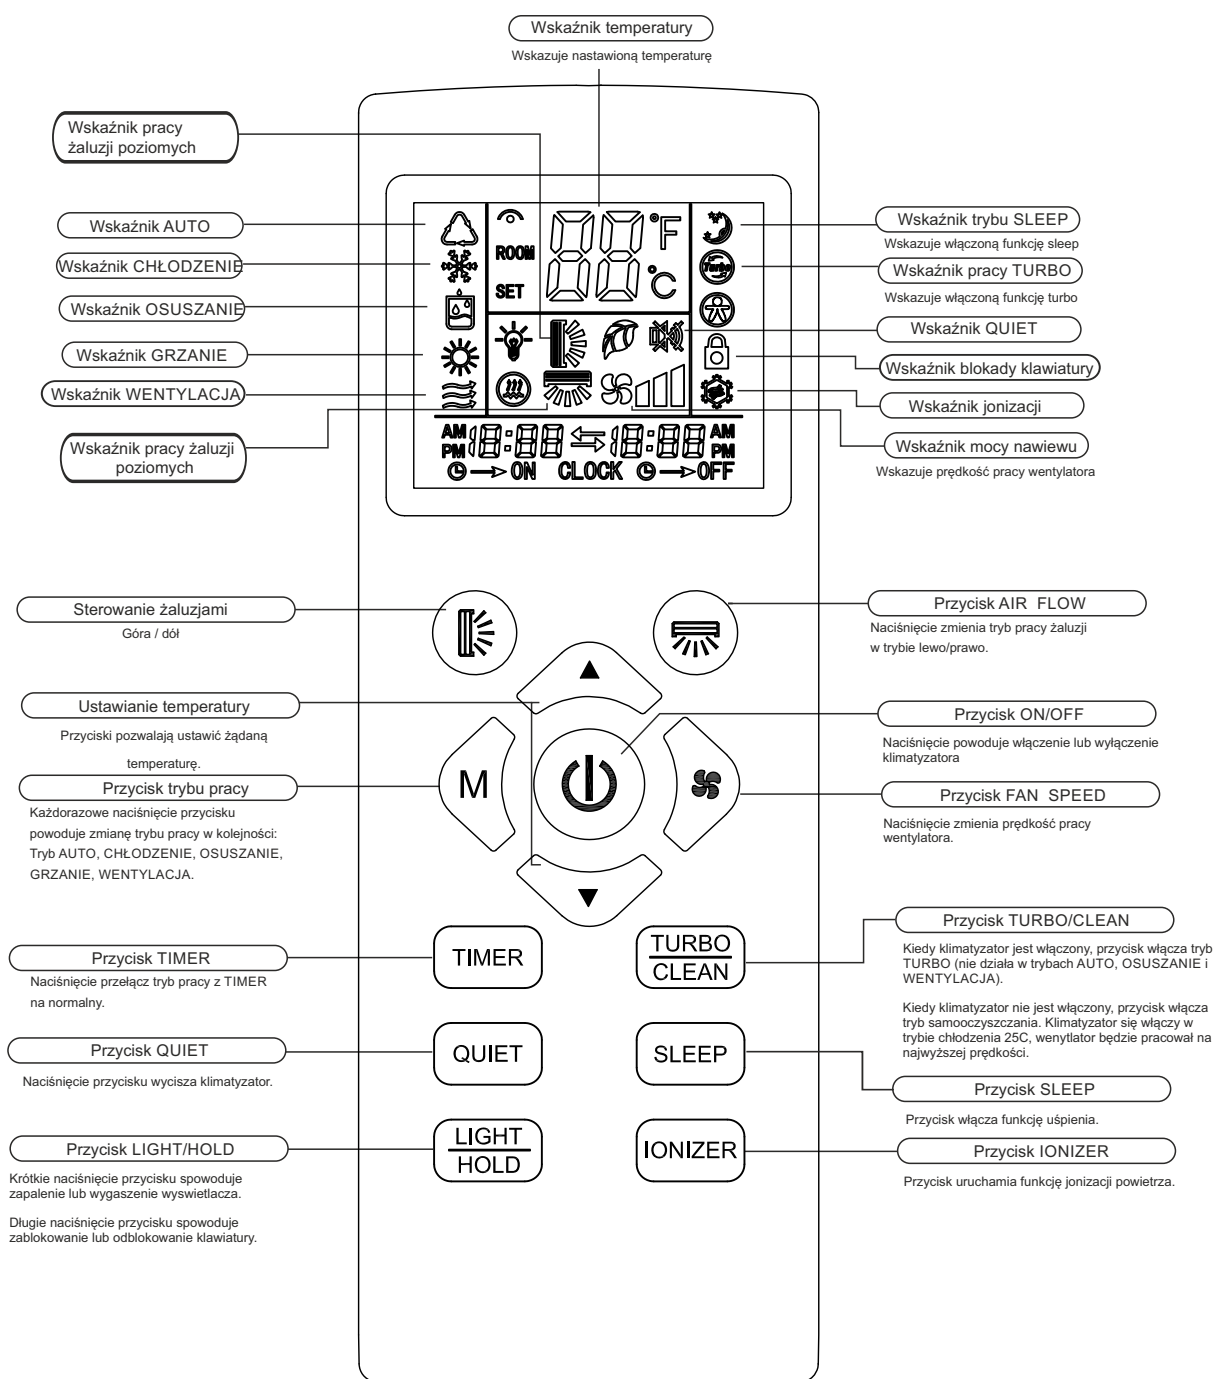 Wskaźnik temperatury
Wskazuje nastawioną temperaturę
Wskaźnik pracy
żaluzji poziomych
Wskaźnik AUTO
Wskaźnik CHŁODZENIE
Wskaźnik OSUSZANIE
Wskaźnik GRZANIE
Wskaźnik WENTYLACJA
Wskaźnik pracy żaluzji
poziomych
ROOM
SET
88
°F
°C
Turbo
AM
PM
18:88
18:88
AM
PM
ON
CLOCK
OFF
Wskaźnik trybu SLEEP
Wskazuje włączoną funkcję sleep
Wskaźnik pracy TURBO
Wskazuje włączoną funkcję turbo
Wskaźnik QUIET
Wskaźnik blokady klawiatury
Wskaźnik jonizacji
Wskaźnik mocy nawiewu
Wskazuje prędkość pracy wentylatora
Sterowanie żaluzjami
Góra / dół
Ustawianie temperatury
Przyciski pozwalają ustawić żądaną
temperaturę.
Przycisk trybu pracy
Każdorazowe naciśnięcie przycisku
powoduje zmianę trybu pracy w kolejności:
Tryb AUTO, CHŁODZENIE, OSUSZANIE,
GRZANIE, WENTYLACJA.
Przycisk TIMER
Naciśnięcie przełącz tryb pracy z TIMER
na normalny.
Przycisk QUIET
Naciśnięcie przycisku wycisza klimatyzator.
Przycisk LIGHT/HOLD
Krótkie naciśnięcie przycisku spowoduje
zapalenie lub wygaszenie wyswietlacza.
Długie naciśnięcie przycisku spowoduje
zablokowanie lub odblokowanie klawiatury.
M
TIMER
TURBO
CLEAN
QUIET
SLEEP
LIGHT
HOLD
IONIZER
Przycisk AIR FLOW
Naciśnięcie zmienia tryb pracy żaluzji
w trybie lewo/prawo.
Przycisk ON/OFF
Naciśnięcie powoduje włączenie lub wyłączenie
klimatyzatora
Przycisk FAN SPEED
Naciśnięcie zmienia prędkość pracy
wentylatora.
Przycisk TURBO/CLEAN
Kiedy klimatyzator jest włączony, przycisk włącza tryb
TURBO (nie działa w trybach AUTO, OSUSZANIE i
WENTYLACJA).
Kiedy klimatyzator nie jest włączony, przycisk włącza
tryb samooczyszczania. Klimatyzator się włączy w
trybie chłodzenia 25C, wenytlator będzie pracował na
najwyższej prędkości.
Przycisk SLEEP
Przycisk włącza funkcję uśpienia.
Przycisk IONIZER
Przycisk uruchamia funkcję jonizacji powietrza.